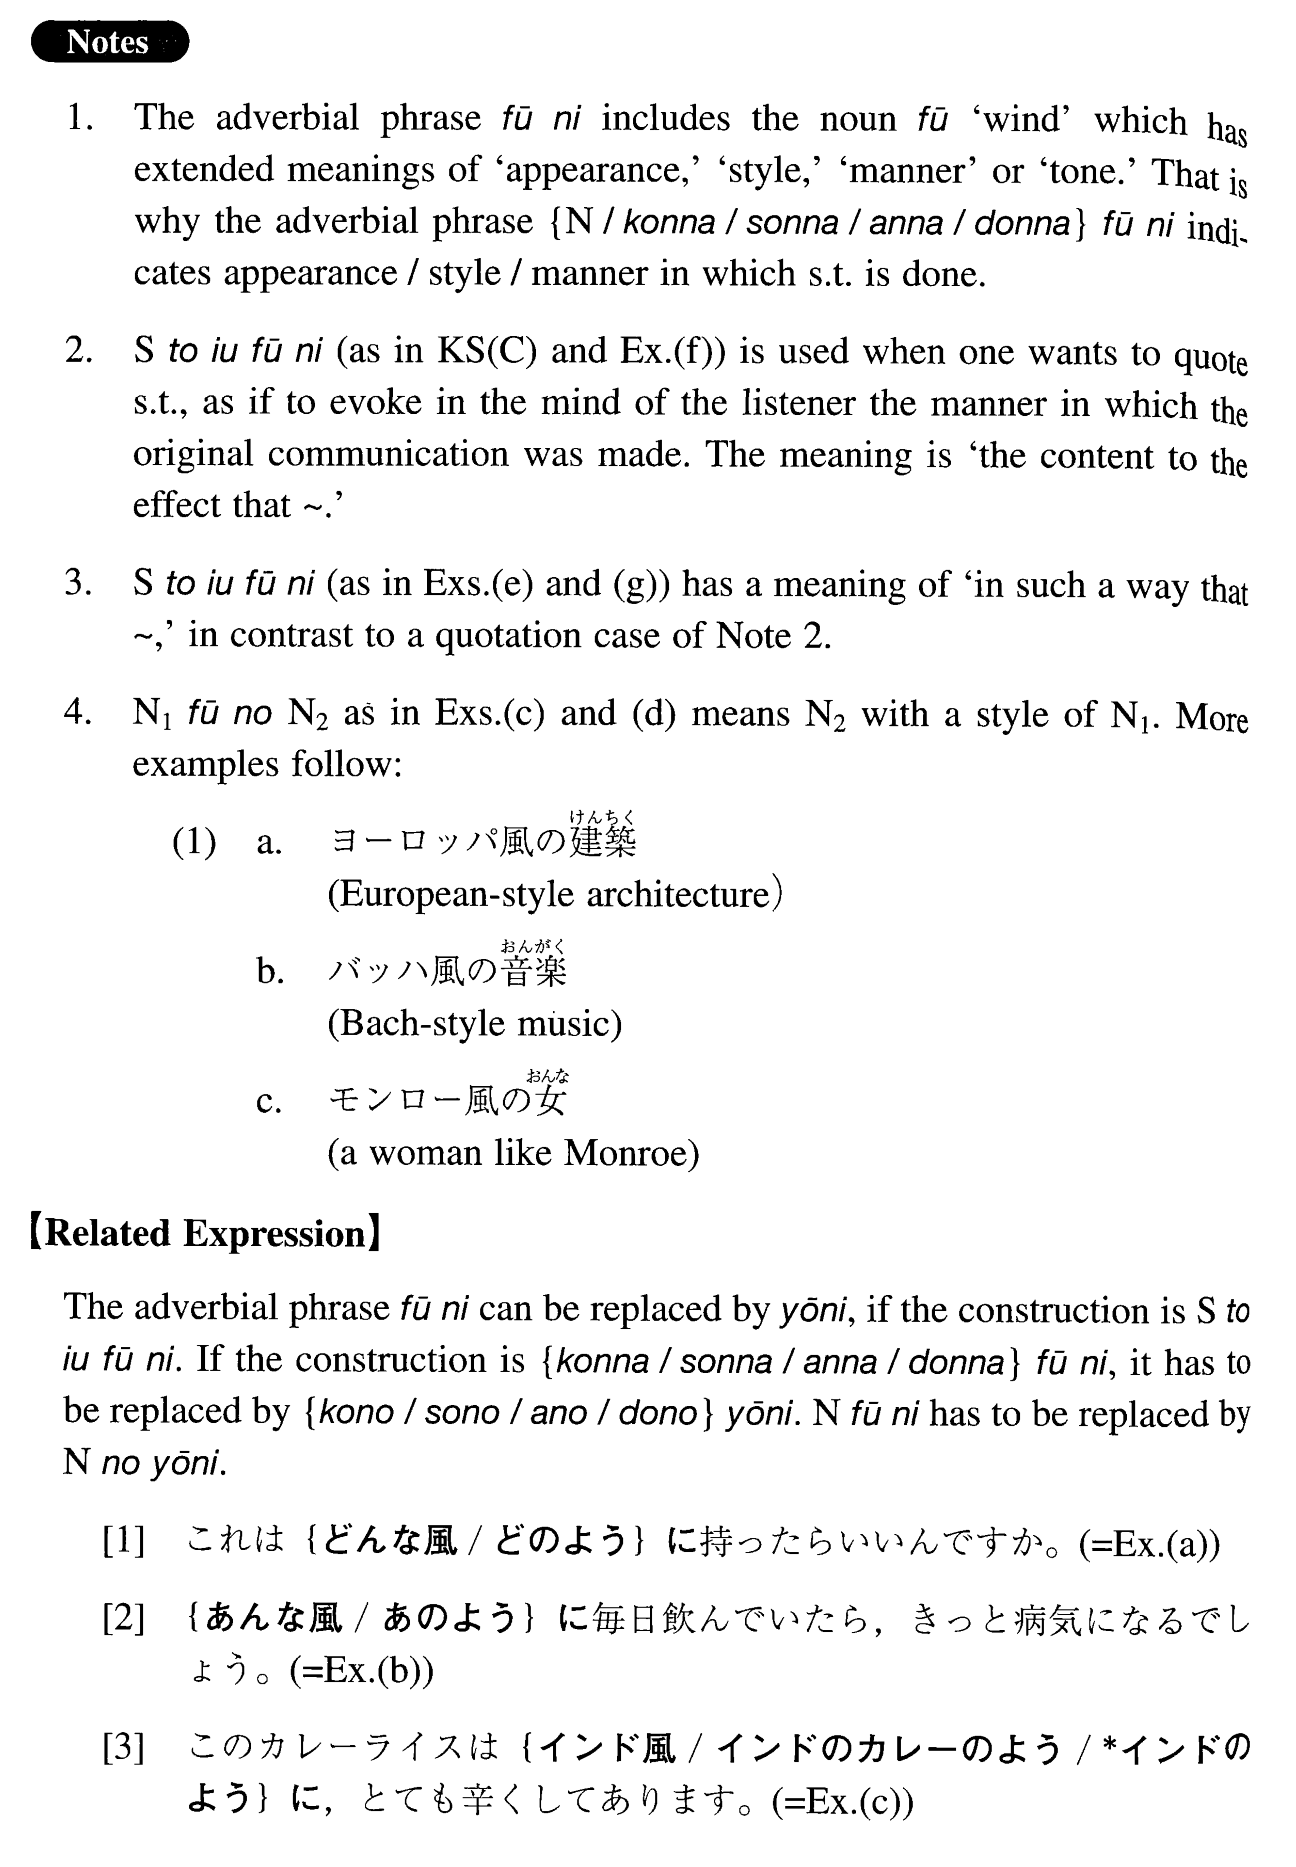 Notes
1. The adverbial phrase fū ni includes the noun fū ‘wind’ which has
extended meanings of ‘appearance,’ ‘style,’ ‘manner’ or ‘tone.’ That is
why the adverbial phrase {N / konna / sonna / anna / donna} fū ni indi-
cates appearance / style / manner in which s.t. is done.
2. S to iu fū ni (as in KS(C) and Ex.(f)) is used when one wants to quote
s.t., as if to evoke in the mind of the listener the manner in which the
original communication was made. The meaning is ‘the content to the
effect that ~.’
3. S to iu fū ni (as in Exs.(e) and (g)) has a meaning of ‘in such a way that
~,’ in contrast to a quotation case of Note 2.
4. N₁ fū no N₂ as in Exs.(c) and (d) means N₂ with a style of N₁. More
examples follow:
けんちく
(1) a. ヨーロッパ風の建築
(European-style architecture)
おんがく
b. バッハ風の音楽
(Bach-style music)
おんな
c. モンロー風の女
(a woman like Monroe)
【Related Expression】
The adverbial phrase fū ni can be replaced by yōni, if the construction is S to
iu fū ni. If the construction is {konna / sonna / anna / donna} fū ni, it has to
be replaced by {kono / sono / ano / dono} yōni. N fū ni has to be replaced by
N no yōni.
[1] これは {どんな風 / どのよう} に持ったらいいんですか。(=Ex.(a))
[2] {あんな風 / あのよう} に毎日飲んでいたら，きっと病気になるでし
ょう。(=Ex.(b))
[3] このカレーライスは {インド風 / インドのカレーのよう / *インドの
よう} に，とても辛くしてあります。(=Ex.(c))